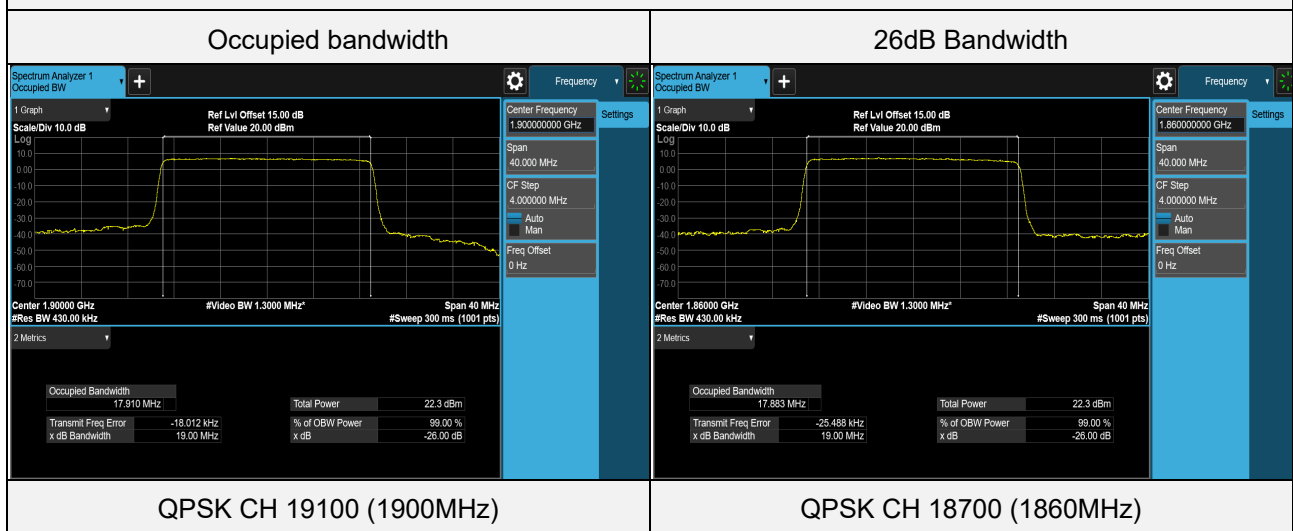 Occupied bandwidth
26dB Bandwidth
Spectrum Analyzer 1
Occupied BW
+
Frequency
1 Graph
Scale/Div 10.0 dB
Ref Lvl Offset 15.00 dB
Ref Value 20.00 dBm
Log
10.0
0.00
-10.0
-20.0
-30.0
-40.0
-50.0
-60.0
-70.0
Center 1.90000 GHz
#Res BW 430.00 kHz
#Video BW 1.3000 MHz*
Span 40 MHz
#Sweep 300 ms (1001 pts)
Center Frequency
1.900000000 GHz
Settings
Span
40.000 MHz
CF Step
4.000000 MHz
Auto
Man
Freq Offset
0 Hz
2 Metrics
Occupied Bandwidth
17.910 MHz
Total Power 22.3 dBm
Transmit Freq Error -18.012 kHz
% of OBW Power 99.00 %
x dB Bandwidth 19.00 MHz
x dB -26.00 dB
Spectrum Analyzer 1
Occupied BW
+
Frequency
1 Graph
Scale/Div 10.0 dB
Ref Lvl Offset 15.00 dB
Ref Value 20.00 dBm
Log
10.0
0.00
-10.0
-20.0
-30.0
-40.0
-50.0
-60.0
-70.0
Center 1.86000 GHz
#Res BW 430.00 kHz
#Video BW 1.3000 MHz*
Span 40 MHz
#Sweep 300 ms (1001 pts)
Center Frequency
1.860000000 GHz
Settings
Span
40.000 MHz
CF Step
4.000000 MHz
Auto
Man
Freq Offset
0 Hz
2 Metrics
Occupied Bandwidth
17.883 MHz
Total Power 22.3 dBm
Transmit Freq Error -25.488 kHz
% of OBW Power 99.00 %
x dB Bandwidth 19.00 MHz
x dB -26.00 dB
QPSK CH 19100 (1900MHz)
QPSK CH 18700 (1860MHz)